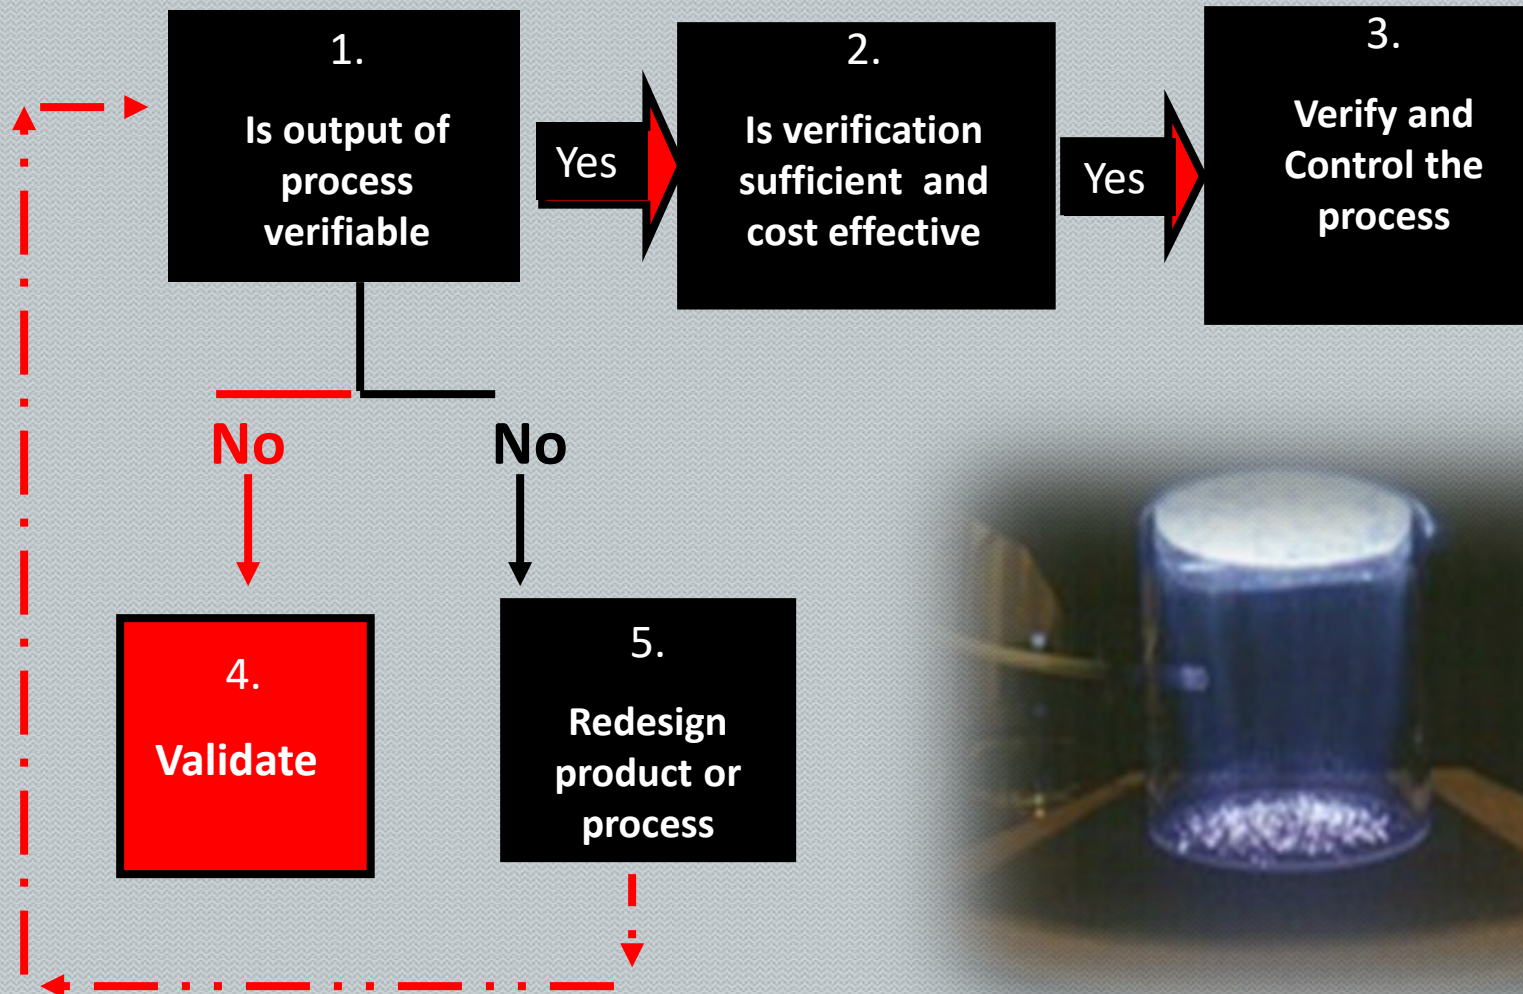 1.
Is output of
process
verifiable
Yes
2.
Is verification
sufficient and
cost effective
Yes
3.
Verify and
Control the
process
No
No
4.
Validate
5.
Redesign
product or
process